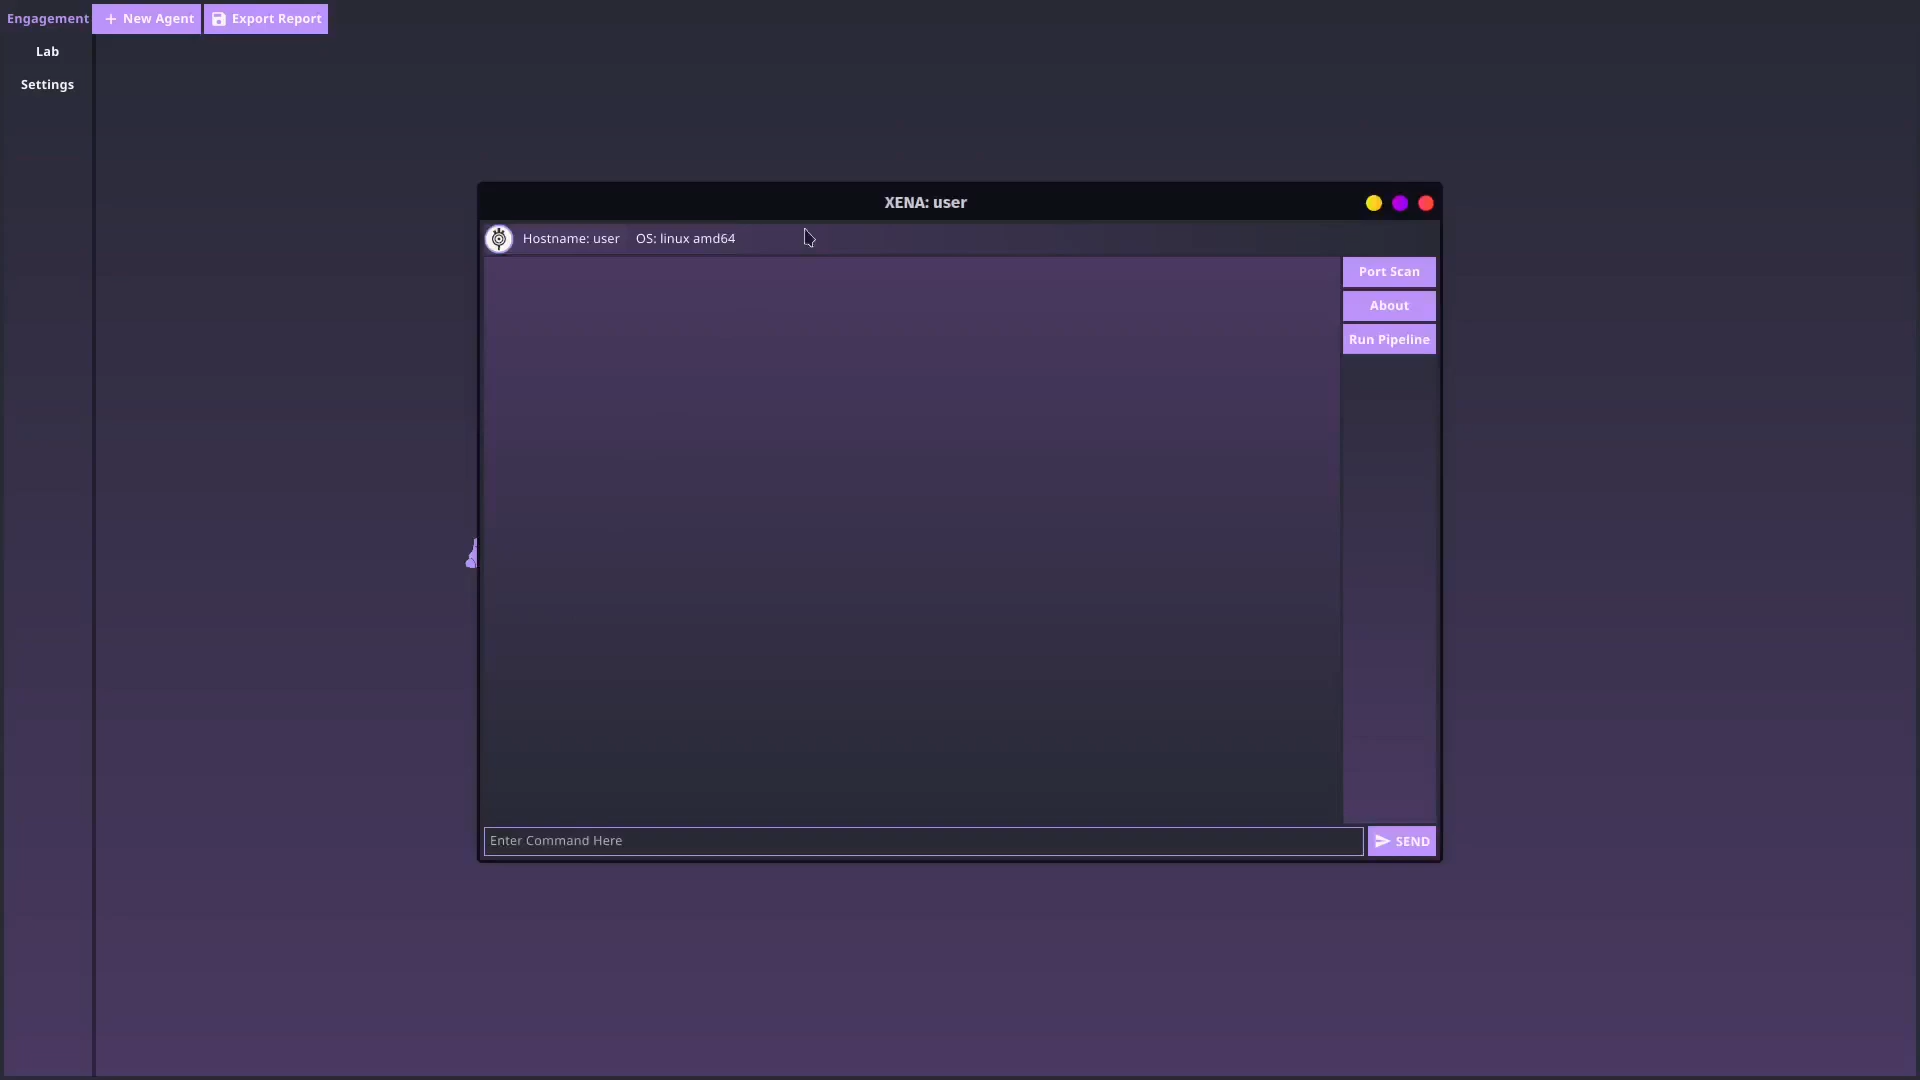 Engagement
+ New Agent
Export Report
Lab
Settings
XENA: user
Hostname: user OS: linux amd64
Port Scan
About
Run Pipeline
Enter Command Here
SEND